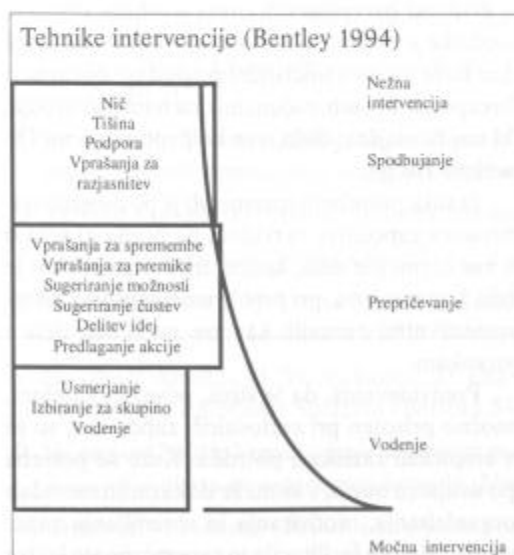 Tehnike intervencije (Bentley 1994)
Nič
Tišina
Podpora
Vprašanja za
razjasnitev
Vprašanja za spremembe
Vprašanja za premike
Sugeriranje možnosti
Sugeriranje čustev
Delitev idej
Predlaganje akcije
Usmerjanje
Izbiranje za skupino
Vodenje
Nežna
intervencija
Spodbujanje
Prepričevanje
Vodenje
Močna intervencija